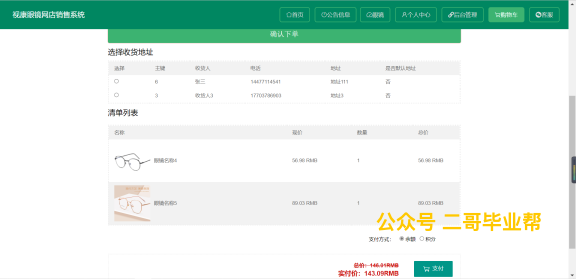 视康眼镜网店销售系统 首页 公告信息 眼镜 个人中心 后台管理 购物车 客服
确认下单
选择收货地址
选择 主键 收货人 电话 地址 是否默认地址
6 张三 14477114541 地址111 否
3 收货人3 17703786903 地址3 否
清单列表
名称 现价 数量 总价
眼镜名称4 56.98 RMB 1 56.98 RMB
眼镜名称5 89.03 RMB 1 89.03 RMB
公众号 二哥毕业帮
支付方式: 余额 积分
总价: 146.01RMB
实付价: 143.09RMB
支付